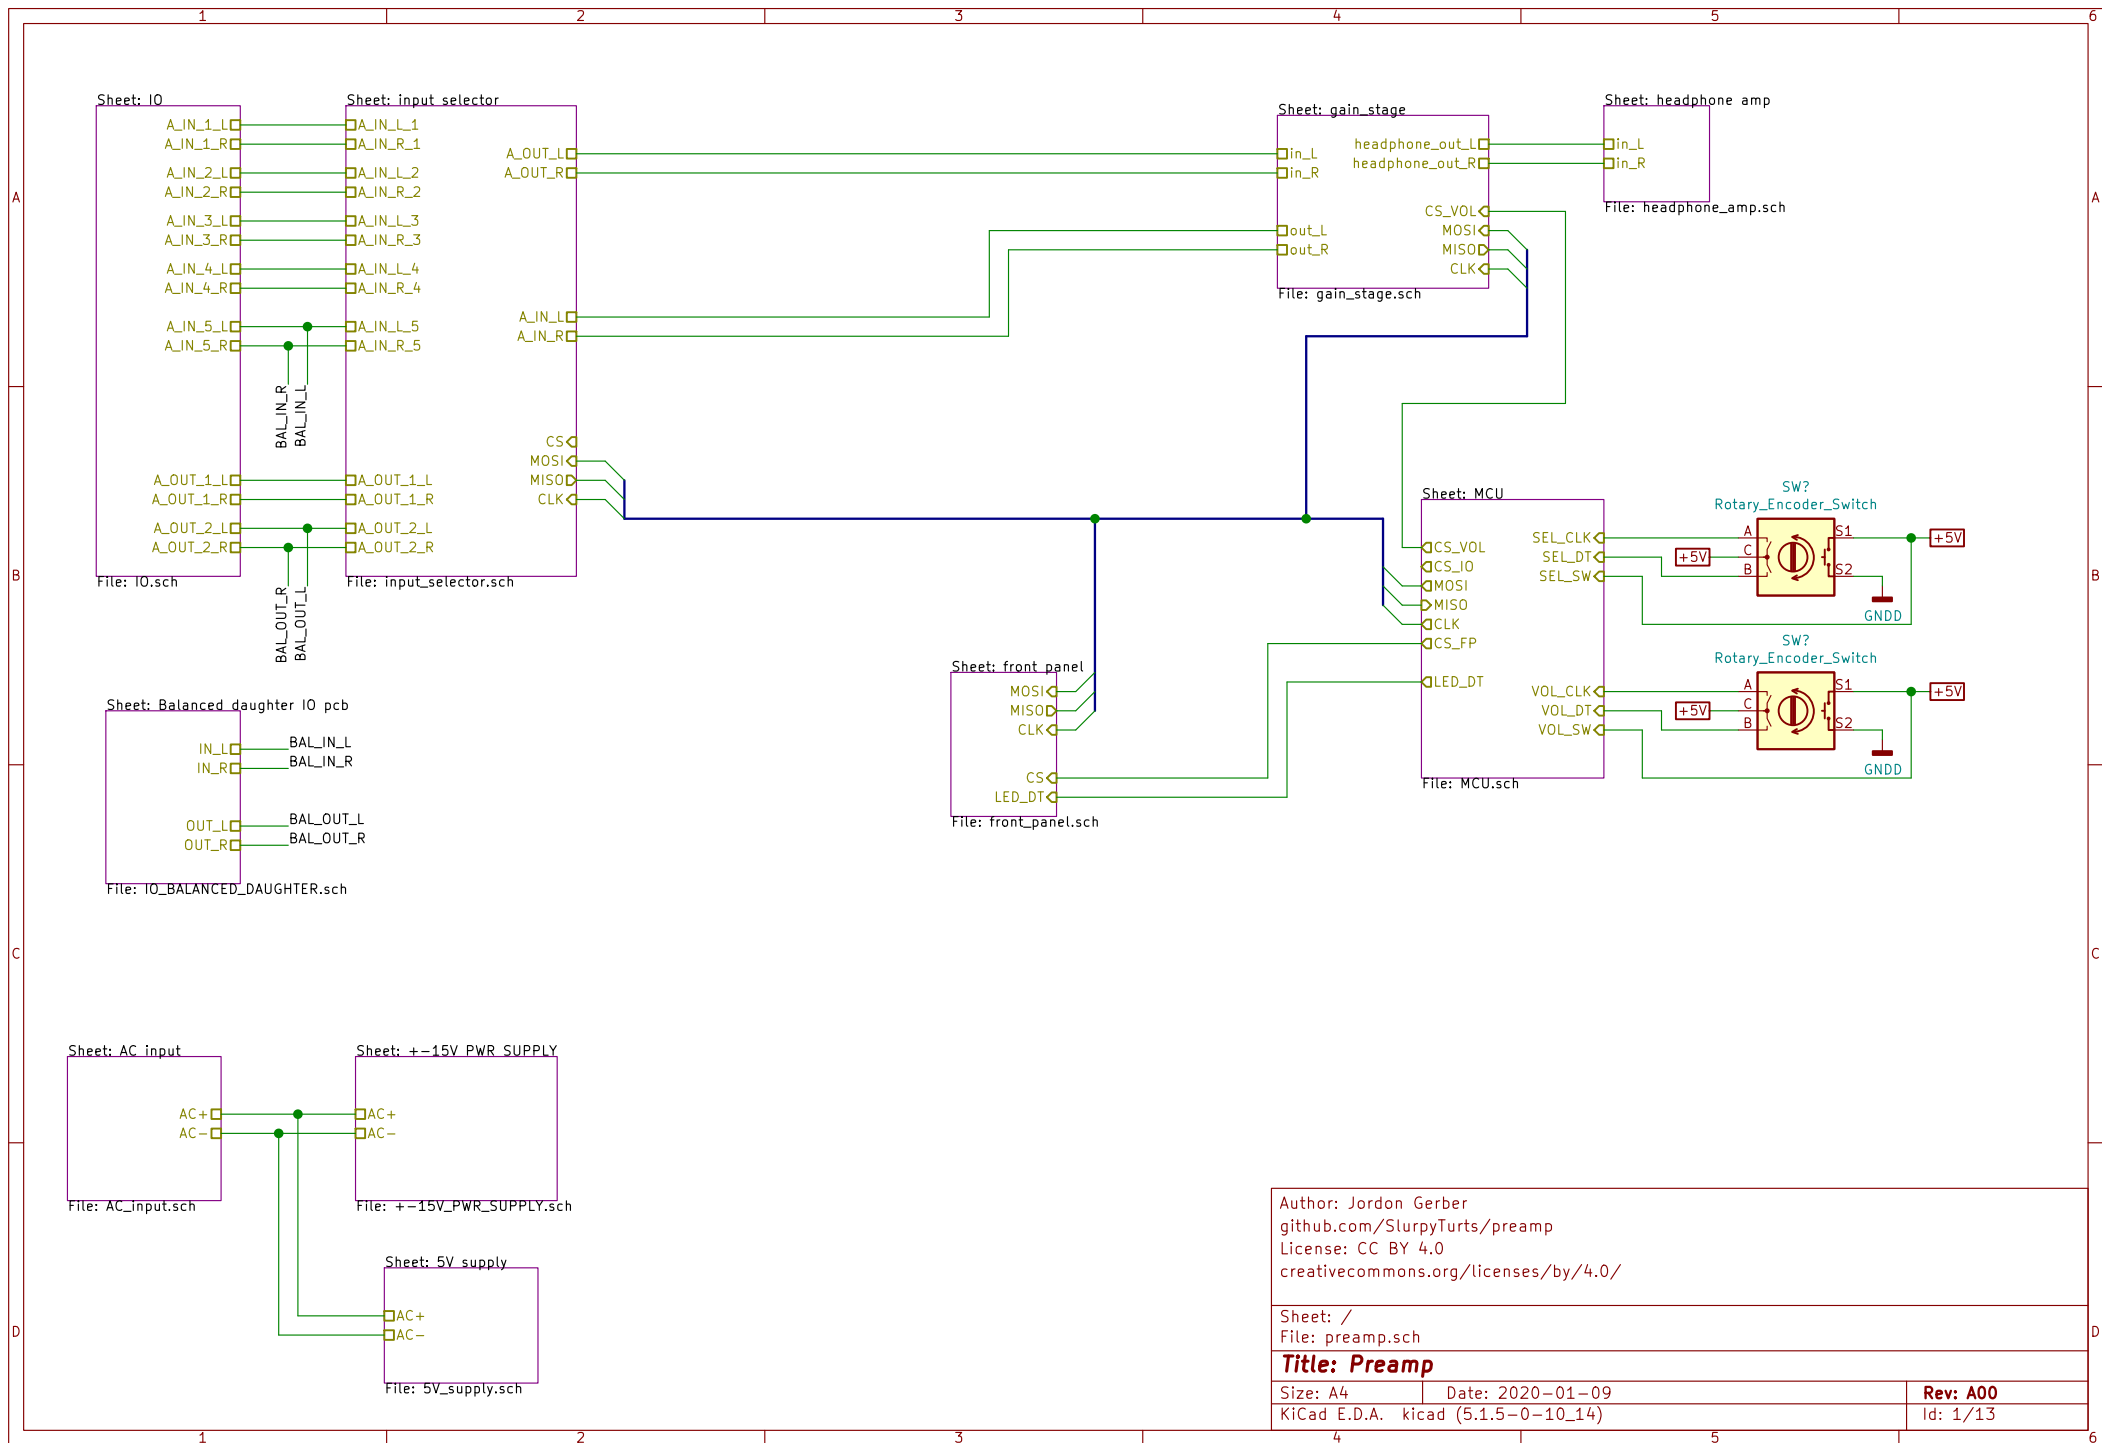 1 2 3 4 5 6
A
B
C
D
A
B
C
D
1 2 3 4 5 6
Sheet: IO
A_IN_1_L
A_IN_1_R
A_IN_2_L
A_IN_2_R
A_IN_3_L
A_IN_3_R
A_IN_4_L
A_IN_4_R
A_IN_5_L
A_IN_5_R
A_OUT_1_L
A_OUT_1_R
A_OUT_2_L
A_OUT_2_R
File: IO.sch
BAL_IN_R
BAL_IN_L
BAL_OUT_R
BAL_OUT_L
Sheet: input selector
A_IN_L_1
A_IN_R_1
A_IN_L_2
A_IN_R_2
A_IN_L_3
A_IN_R_3
A_IN_L_4
A_IN_R_4
A_IN_L_5
A_IN_R_5
A_OUT_1_L
A_OUT_1_R
A_OUT_2_L
A_OUT_2_R
A_OUT_L
A_OUT_R
A_IN_L
A_IN_R
CS
MOSI
MISO
CLK
File: input_selector.sch
Sheet: gain_stage
in_L
in_R
out_L
out_R
headphone_out_L
headphone_out_R
CS_VOL
MOSI
MISO
CLK
File: gain_stage.sch
Sheet: headphone amp
in_L
in_R
File: headphone_amp.sch
Sheet: MCU
CS_VOL
CS_IO
MOSI
MISO
CLK
CS_FP
LED_DT
SEL_CLK
SEL_DT
SEL_SW
VOL_CLK
VOL_DT
VOL_SW
File: MCU.sch
SW?
Rotary_Encoder_Switch
A
C
B
S1
S2
+5V
+5V
GNDD
SW?
Rotary_Encoder_Switch
A
C
B
S1
S2
+5V
+5V
GNDD
Sheet: front panel
MOSI
MISO
CLK
CS
LED_DT
File: front_panel.sch
Sheet: Balanced daughter IO pcb
IN_L
IN_R
OUT_L
OUT_R
BAL_IN_L
BAL_IN_R
BAL_OUT_L
BAL_OUT_R
File: IO_BALANCED_DAUGHTER.sch
Sheet: AC input
AC+
AC-
File: AC_input.sch
Sheet: +-15V PWR SUPPLY
AC+
AC-
File: +-15V_PWR_SUPPLY.sch
Sheet: 5V supply
AC+
AC-
File: 5V_supply.sch
Author: Jordon Gerber
github.com/SlurpyTurts/preamp
License: CC BY 4.0
creativecommons.org/licenses/by/4.0/
Sheet: /
File: preamp.sch
Title: Preamp
Size: A4 Date: 2020-01-09 Rev: A00
KiCad E.D.A. kicad (5.1.5-0-10_14) Id: 1/13